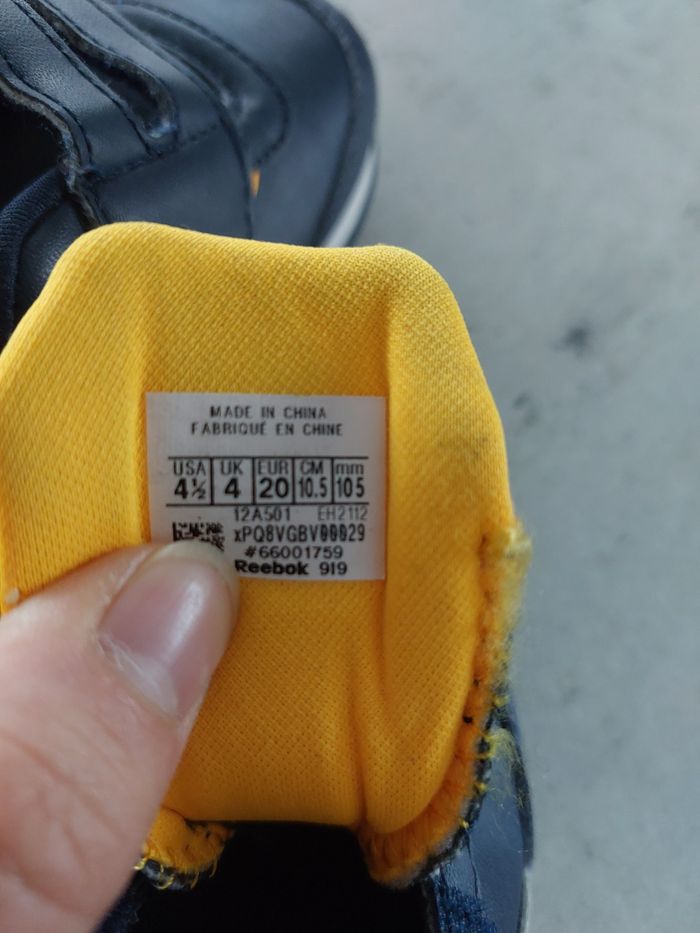 MADE IN CHINA
FABRIQUÉ EN CHINE
USA UK EUR CM mm
4½ 4 20 10.5 105
12A501 EH2112
xPQ8VGBV00029
#66001759
Reebok 919